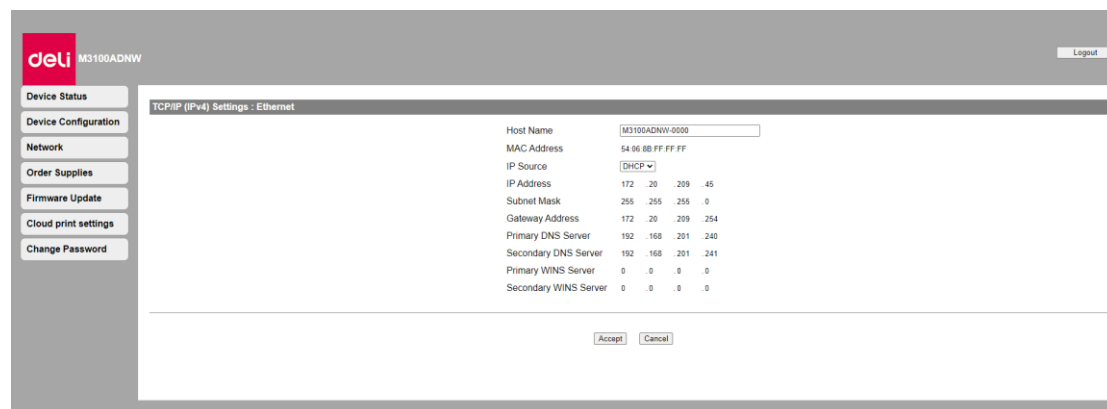 deli M3100ADNW
Logout
Device Status
Device Configuration
Network
Order Supplies
Firmware Update
Cloud print settings
Change Password
TCP/IP (IPv4) Settings : Ethernet
Host Name M3100ADNW-0000
MAC Address 54:06:8B:FF:FF:FF
IP Source DHCP
IP Address 172 .20 .209 .45
Subnet Mask 255 .255 .255 .0
Gateway Address 172 .20 .209 .254
Primary DNS Server 192 .168 .201 .240
Secondary DNS Server 192 .168 .201 .241
Primary WINS Server 0 .0 .0 .0
Secondary WINS Server 0 .0 .0 .0
Accept Cancel